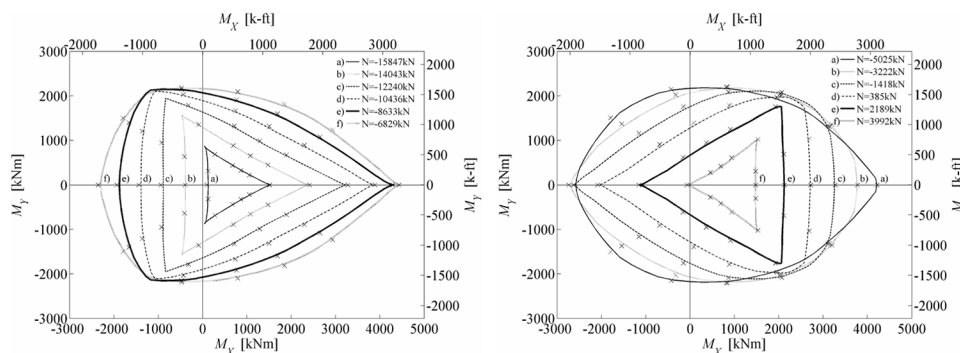 M_X [k-ft]
-2000 -1000 0 1000 2000 3000
3000
2000
1000
0
-1000
-2000
-3000
M_Y [kNm]
a) N=-15847kN
b) N=-14043kN
c) N=-12240kN
d) N=-10436kN
e) N=-8633kN
f) N=-6829kN
f) e) d) c) b) a)
2000
1500
1000
500
0
-500
-1000
-1500
-2000
M_Y [k-ft]
-3000 -2000 -1000 0 1000 2000 3000 4000 5000
M_X [kNm]
M_X [k-ft]
-2000 -1000 0 1000 2000 3000
3000
2000
1000
0
-1000
-2000
-3000
M_Y [kNm]
a) N=-5025kN
b) N=-3222kN
c) N=-1418kN
d) N=385kN
e) N=2189kN
f) N=3992kN
f) e) d) c) b) a)
2000
1500
1000
500
0
-500
-1000
-1500
-2000
M_Y [k-ft]
-3000 -2000 -1000 0 1000 2000 3000 4000 5000
M_X [kNm]